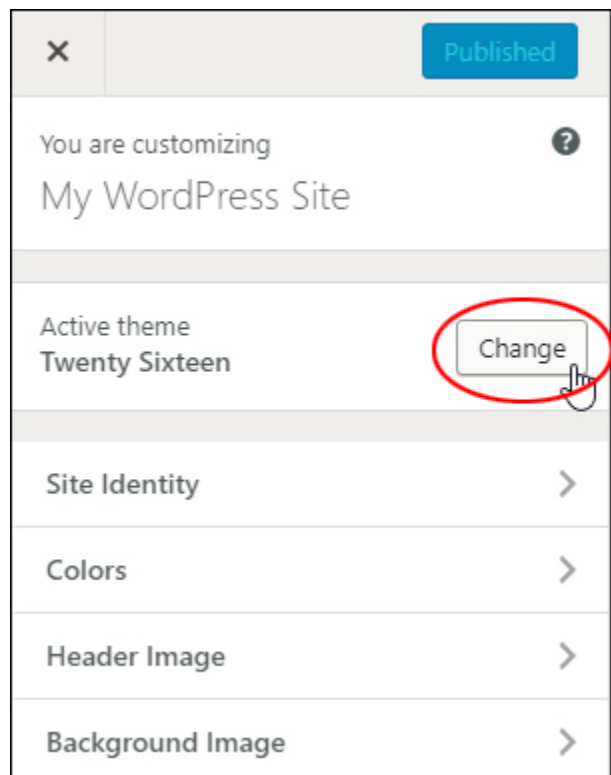 Published
You are customizing
My WordPress Site
Active theme
Twenty Sixteen
Change
Site Identity
Colors
Header Image
Background Image